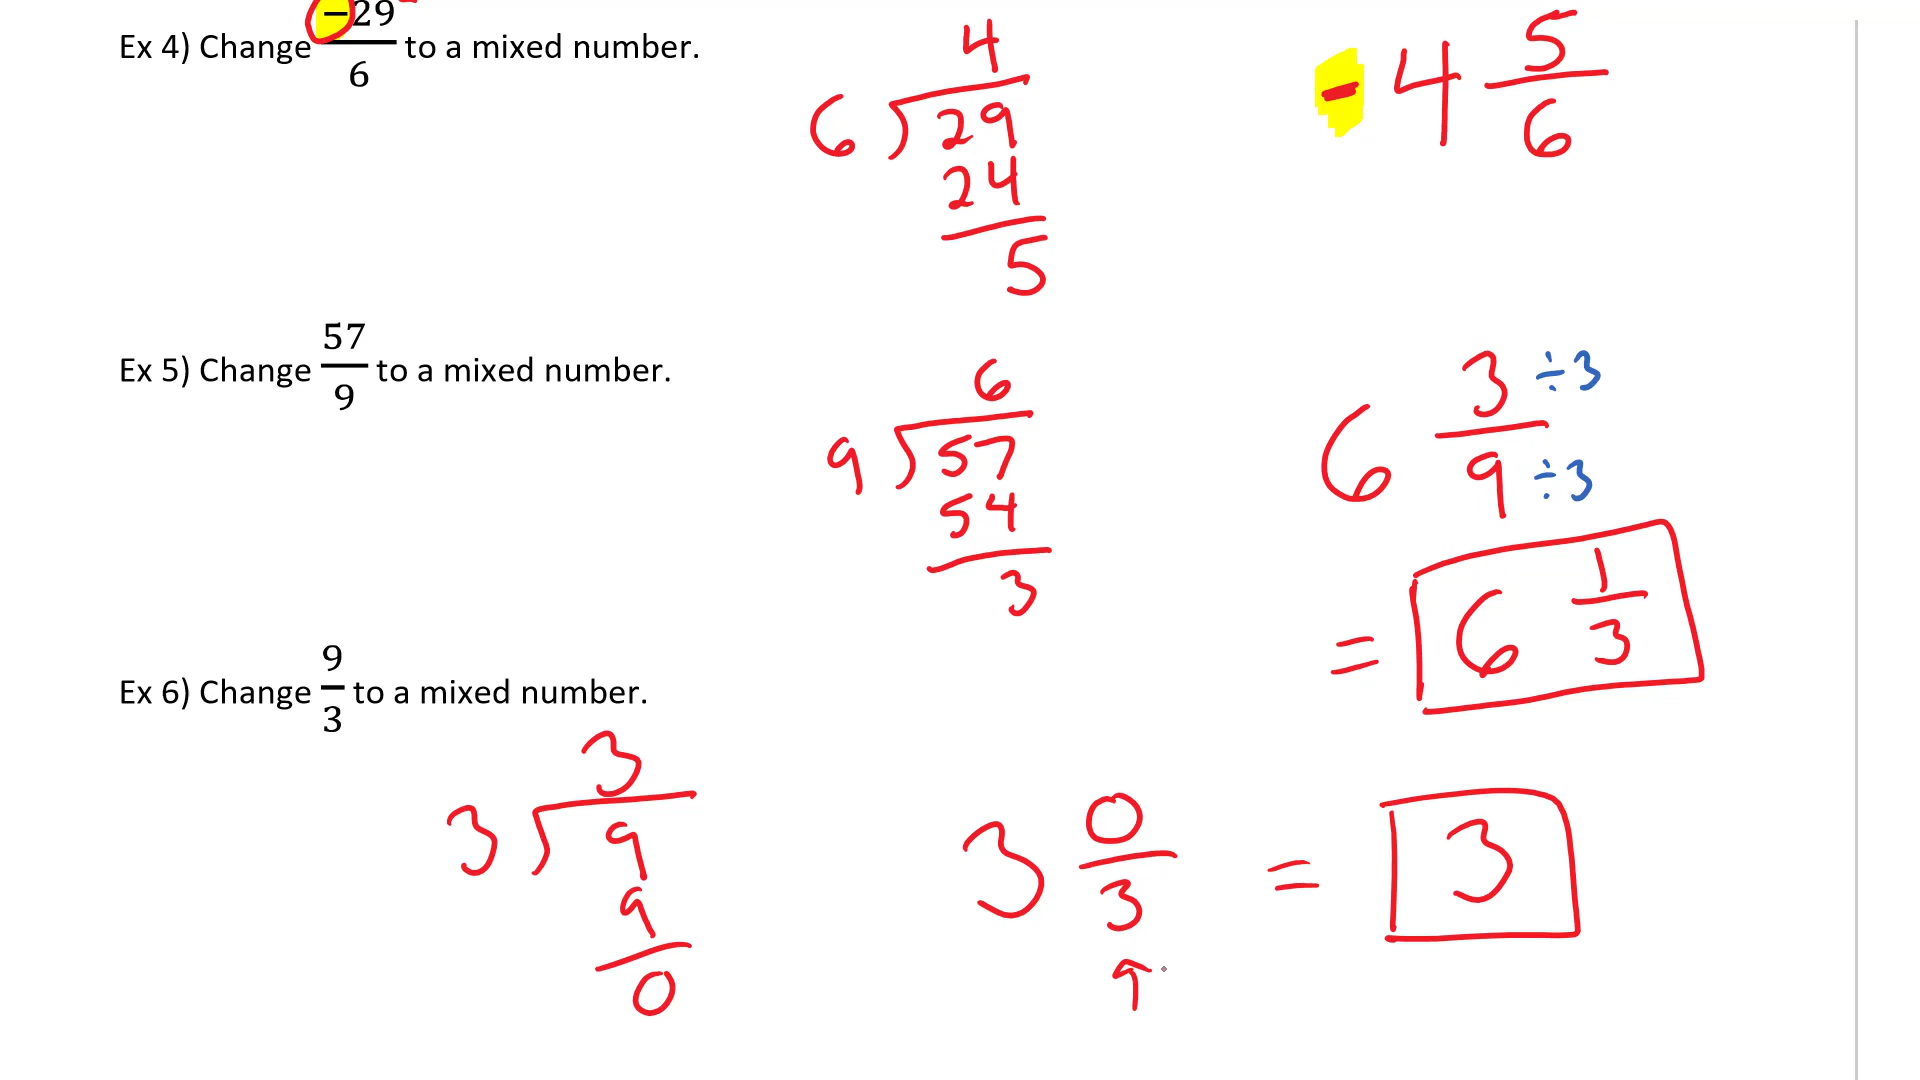 Ex 4) Change −29/6 to a mixed number.
4
6 ) 29
24
5
- 4 5/6
Ex 5) Change 57/9 to a mixed number.
6
9 ) 57
54
3
6 3/9 ÷3 ÷3
= 6 1/3
Ex 6) Change 9/3 to a mixed number.
3
3 ) 9
9
0
3 0/3 = 3